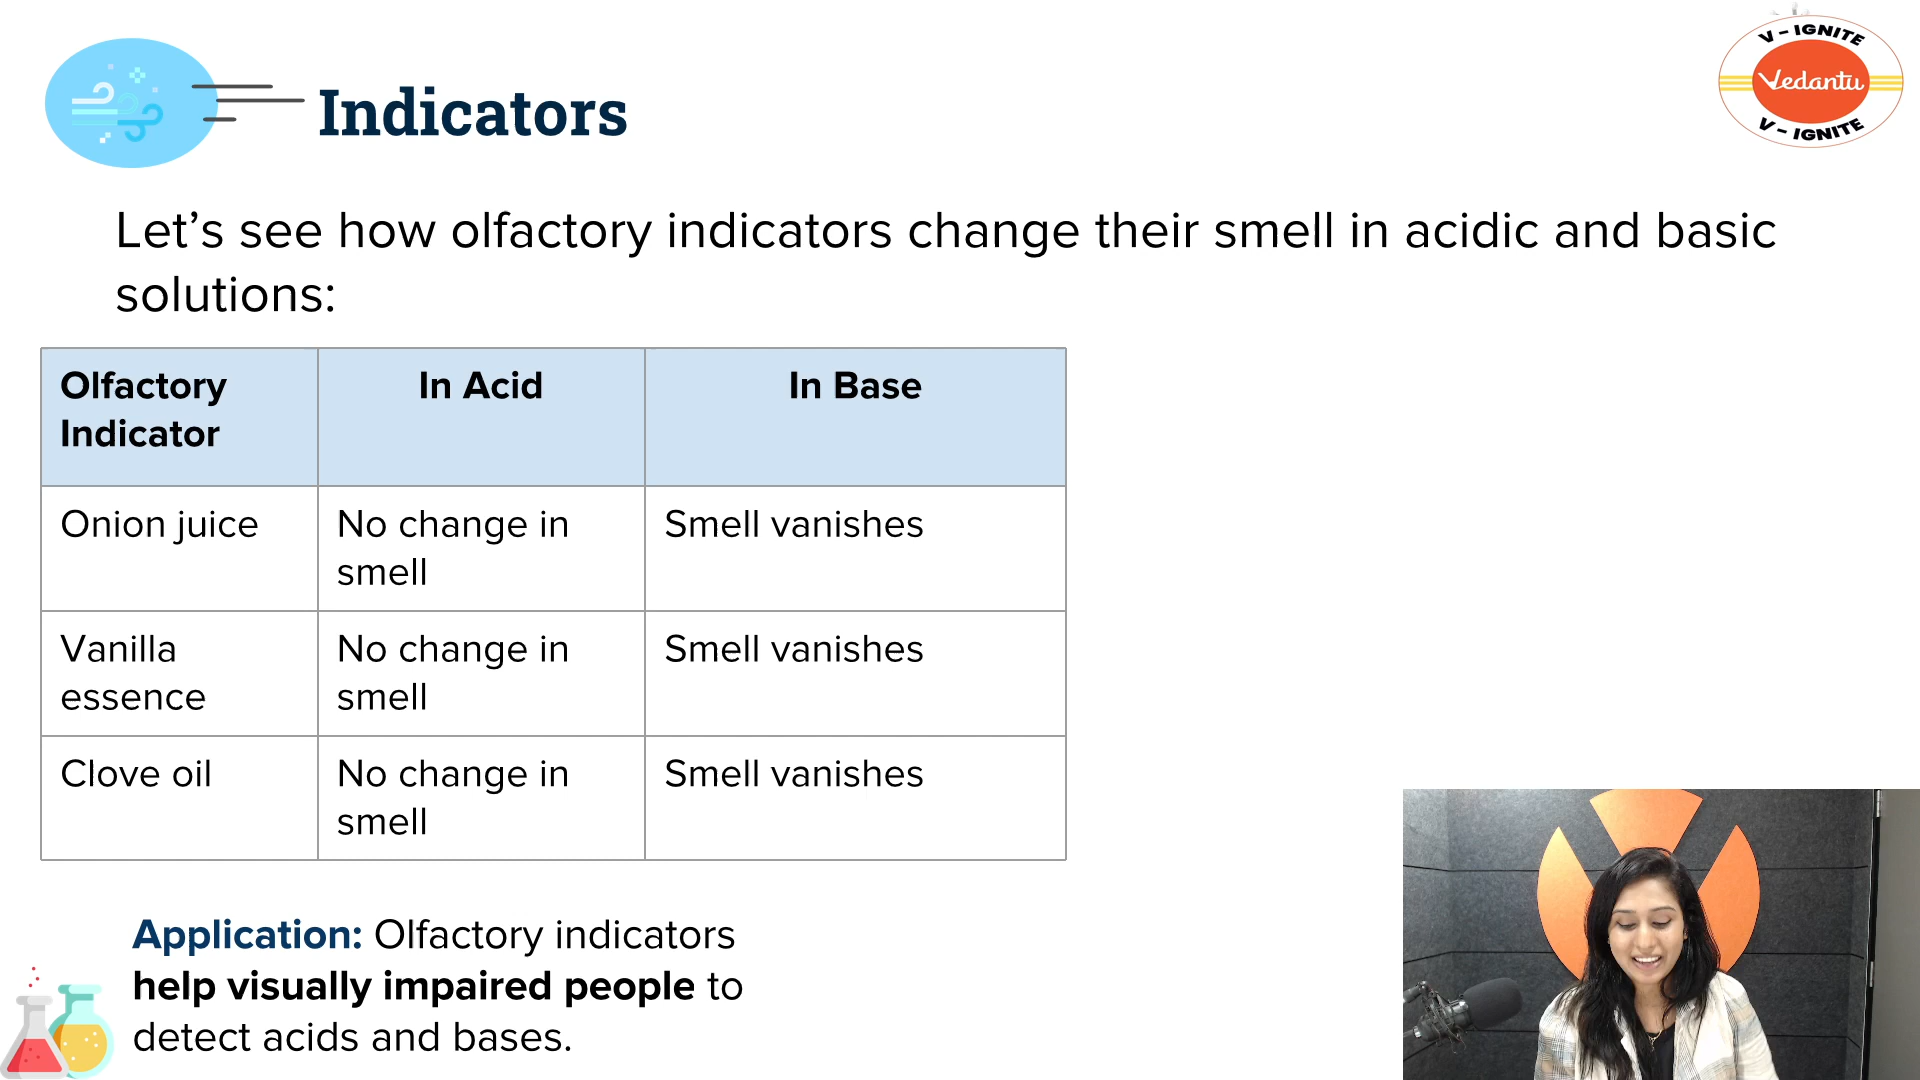 Indicators
V - IGNITE
Vedantu
V - IGNITE
Let’s see how olfactory indicators change their smell in acidic and basic
solutions:
Olfactory
Indicator
In Acid
In Base
Onion juice
No change in
smell
Smell vanishes
Vanilla
essence
No change in
smell
Smell vanishes
Clove oil
No change in
smell
Smell vanishes
Application: Olfactory indicators
help visually impaired people to
detect acids and bases.